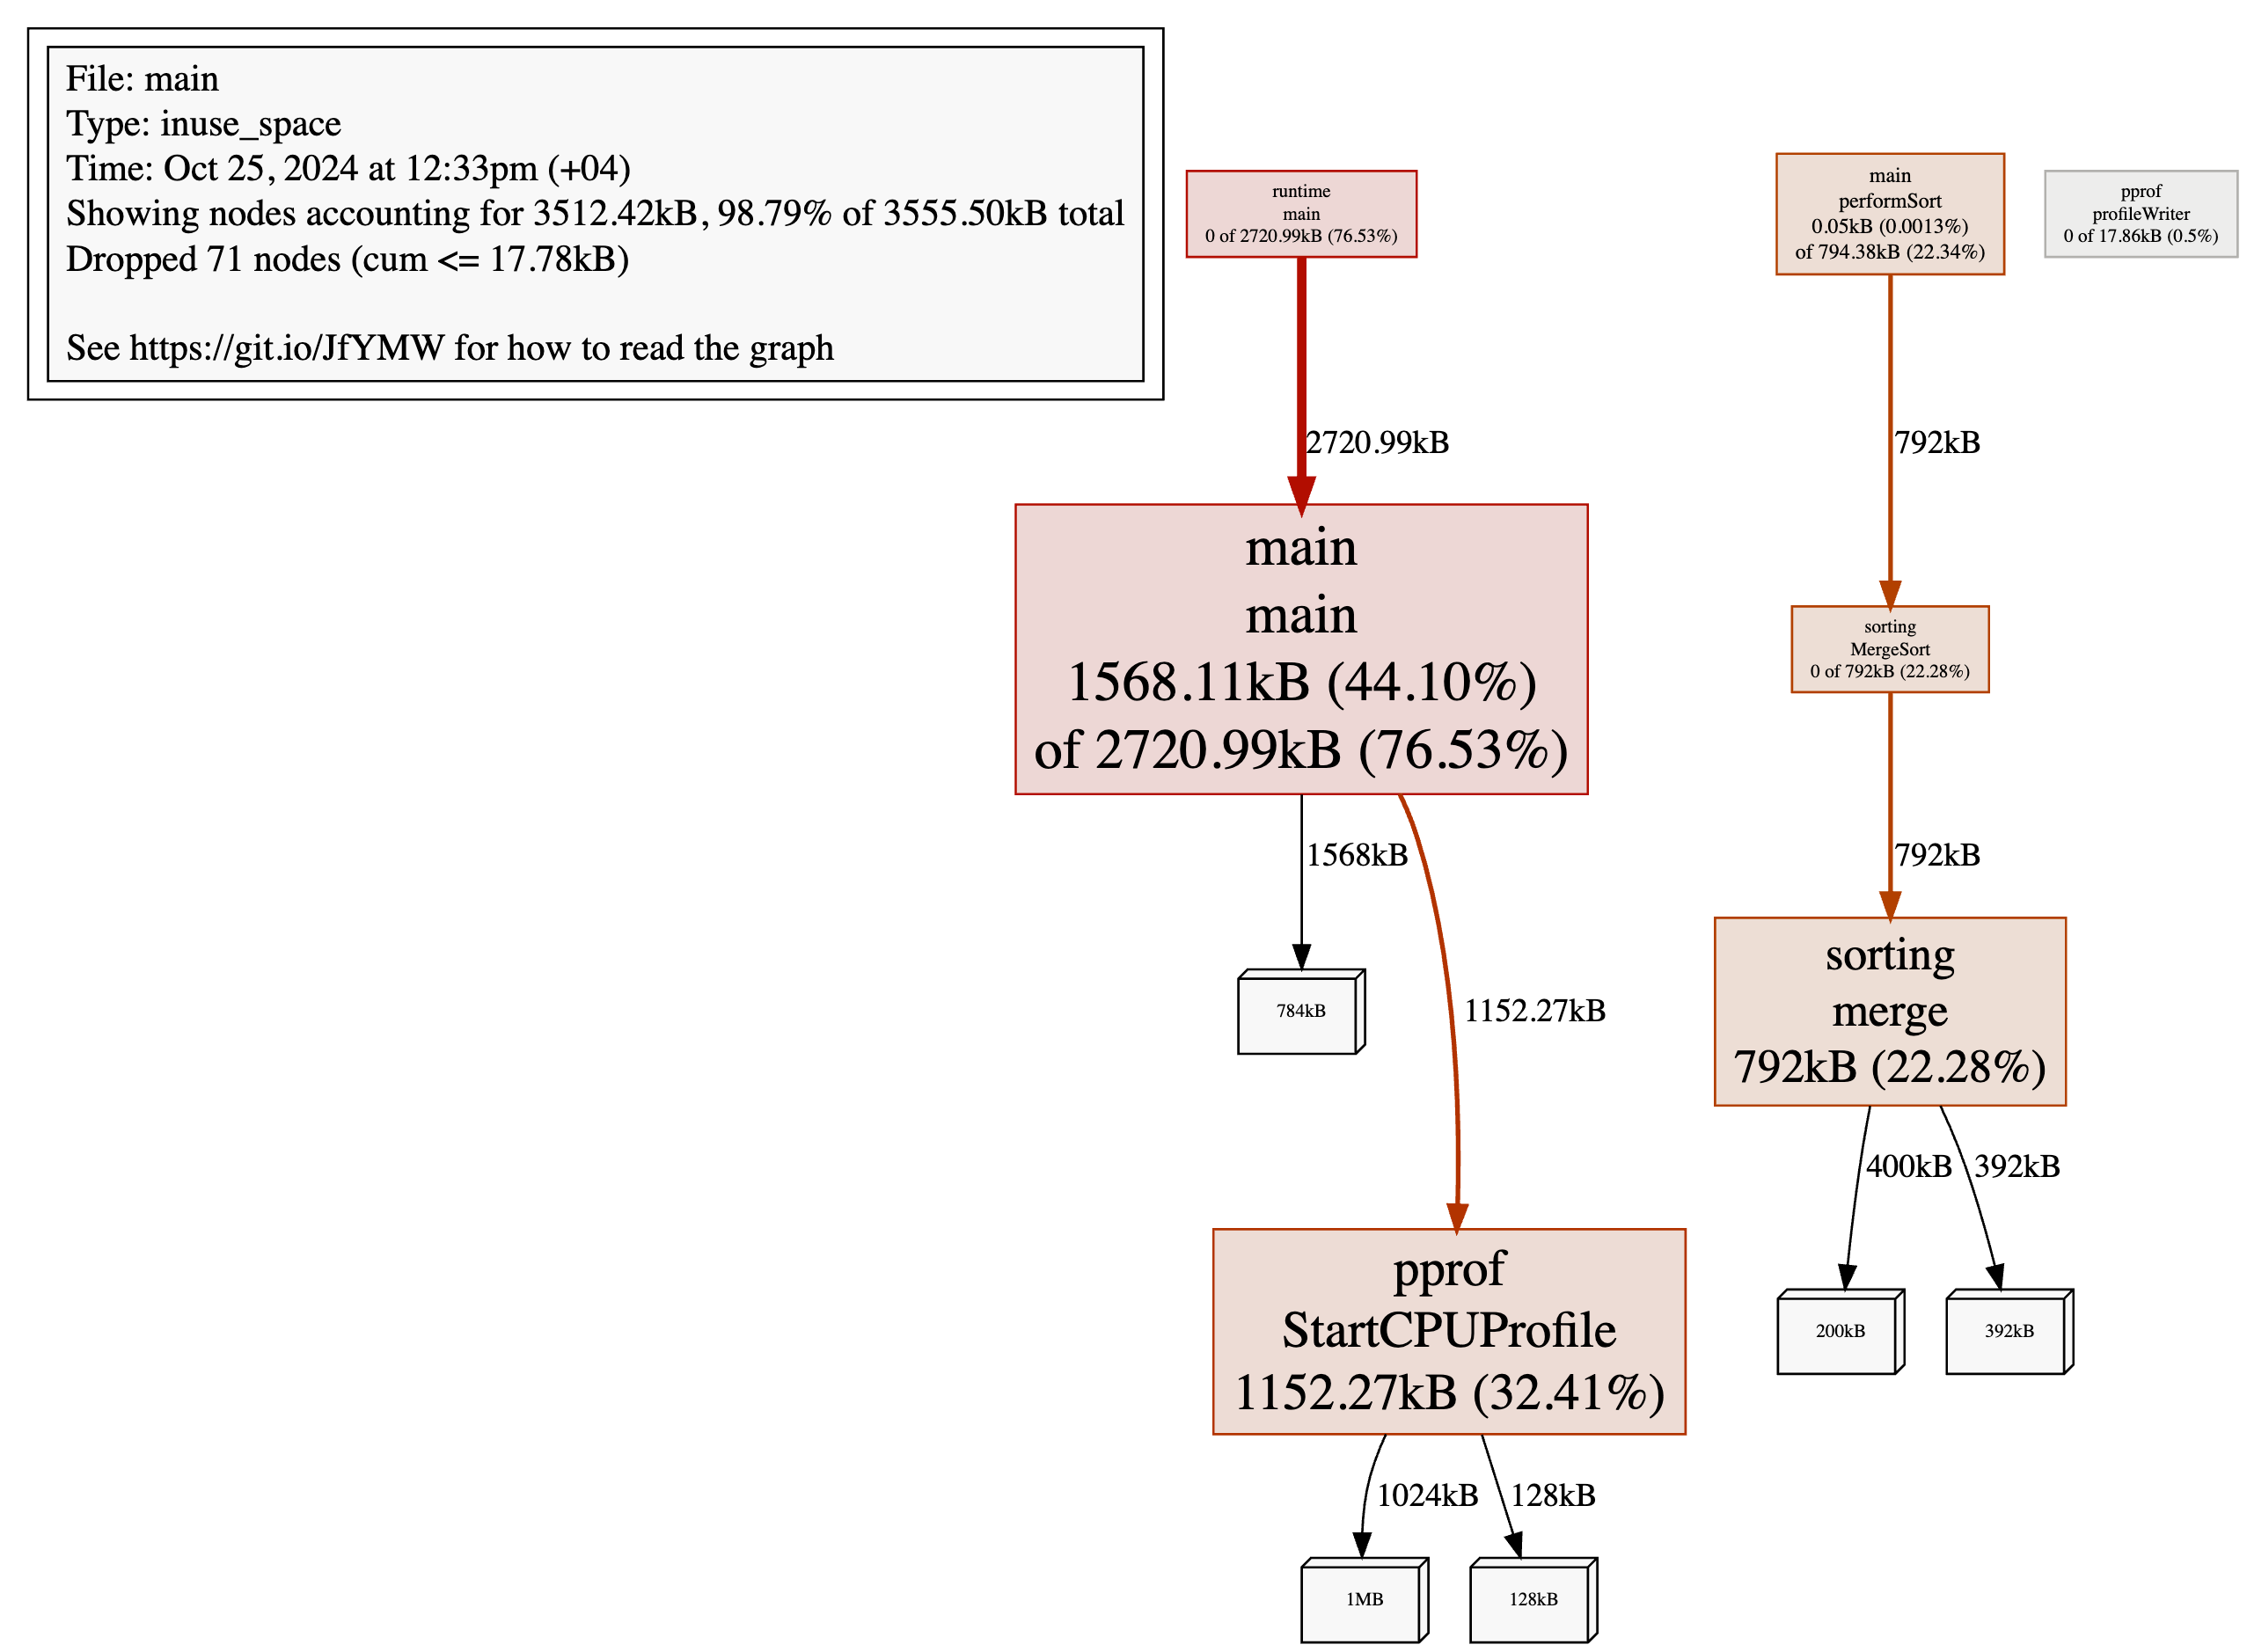 File: main
Type: inuse_space
Time: Oct 25, 2024 at 12:33pm (+04)
Showing nodes accounting for 3512.42kB, 98.79% of 3555.50kB total
Dropped 71 nodes (cum <= 17.78kB)
See https://git.io/JfYMW for how to read the graph
runtime
main
0 of 2720.99kB (76.53%)
2720.99kB
main
main
1568.11kB (44.10%)
of 2720.99kB (76.53%)
1568kB
784kB
1152.27kB
pprof
StartCPUProfile
1152.27kB (32.41%)
1024kB
128kB
1MB
128kB
main
performSort
0.05kB (0.0013%)
of 794.38kB (22.34%)
792kB
sorting
MergeSort
0 of 792kB (22.28%)
792kB
sorting
merge
792kB (22.28%)
400kB
392kB
200kB
392kB
pprof
profileWriter
0 of 17.86kB (0.5%)